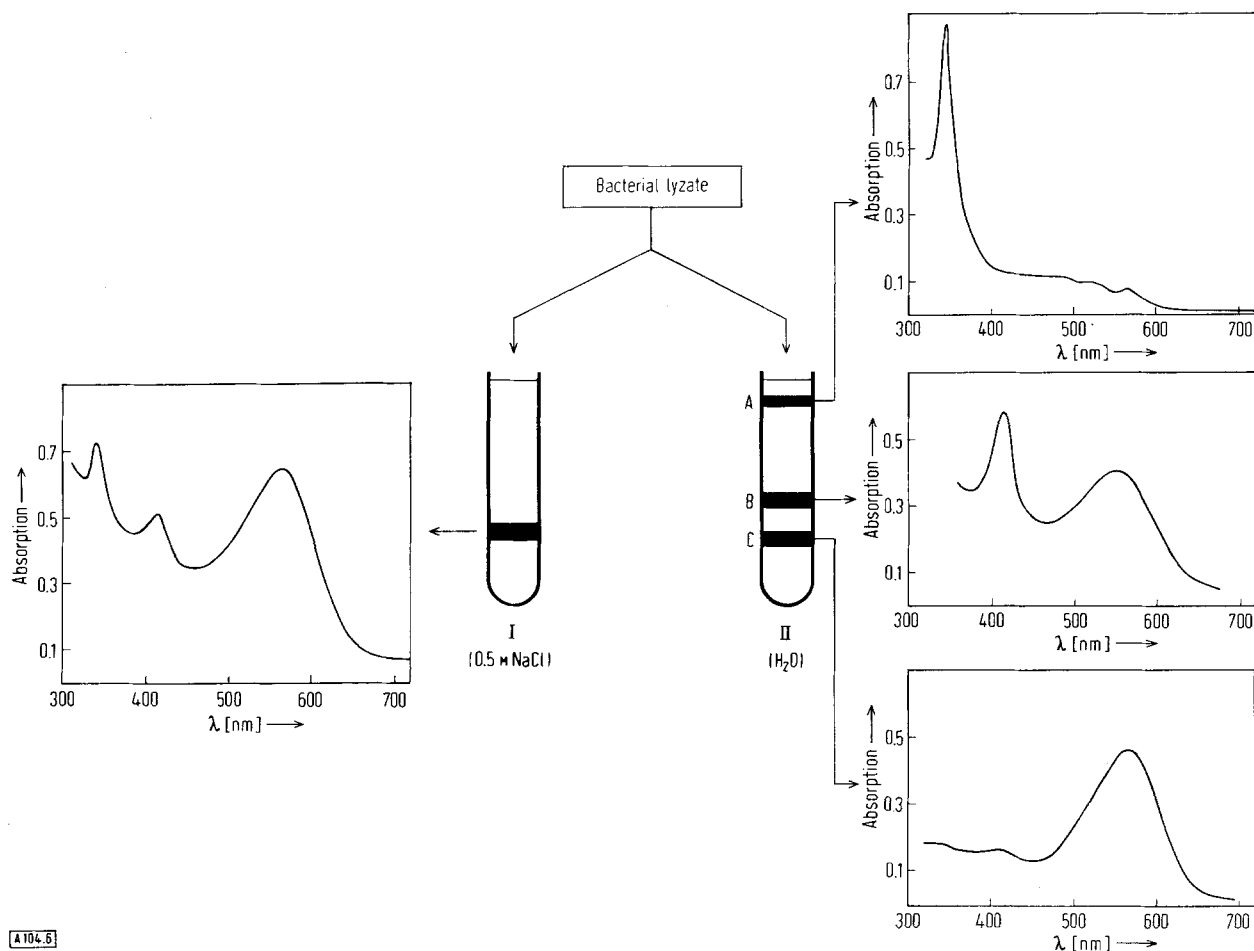 Bacterial lyzate
Absorption
0.7
0.5
0.3
0.1
300 400 500 600 700
λ [nm]
I
(0.5 M NaCl)
A
B
C
II
(H₂O)
Absorption
0.7
0.5
0.3
0.1
300 400 500 600 700
λ [nm]
Absorption
0.5
0.3
0.1
300 400 500 600 700
λ [nm]
Absorption
0.5
0.3
0.1
300 400 500 600 700
λ [nm]
A 104.6